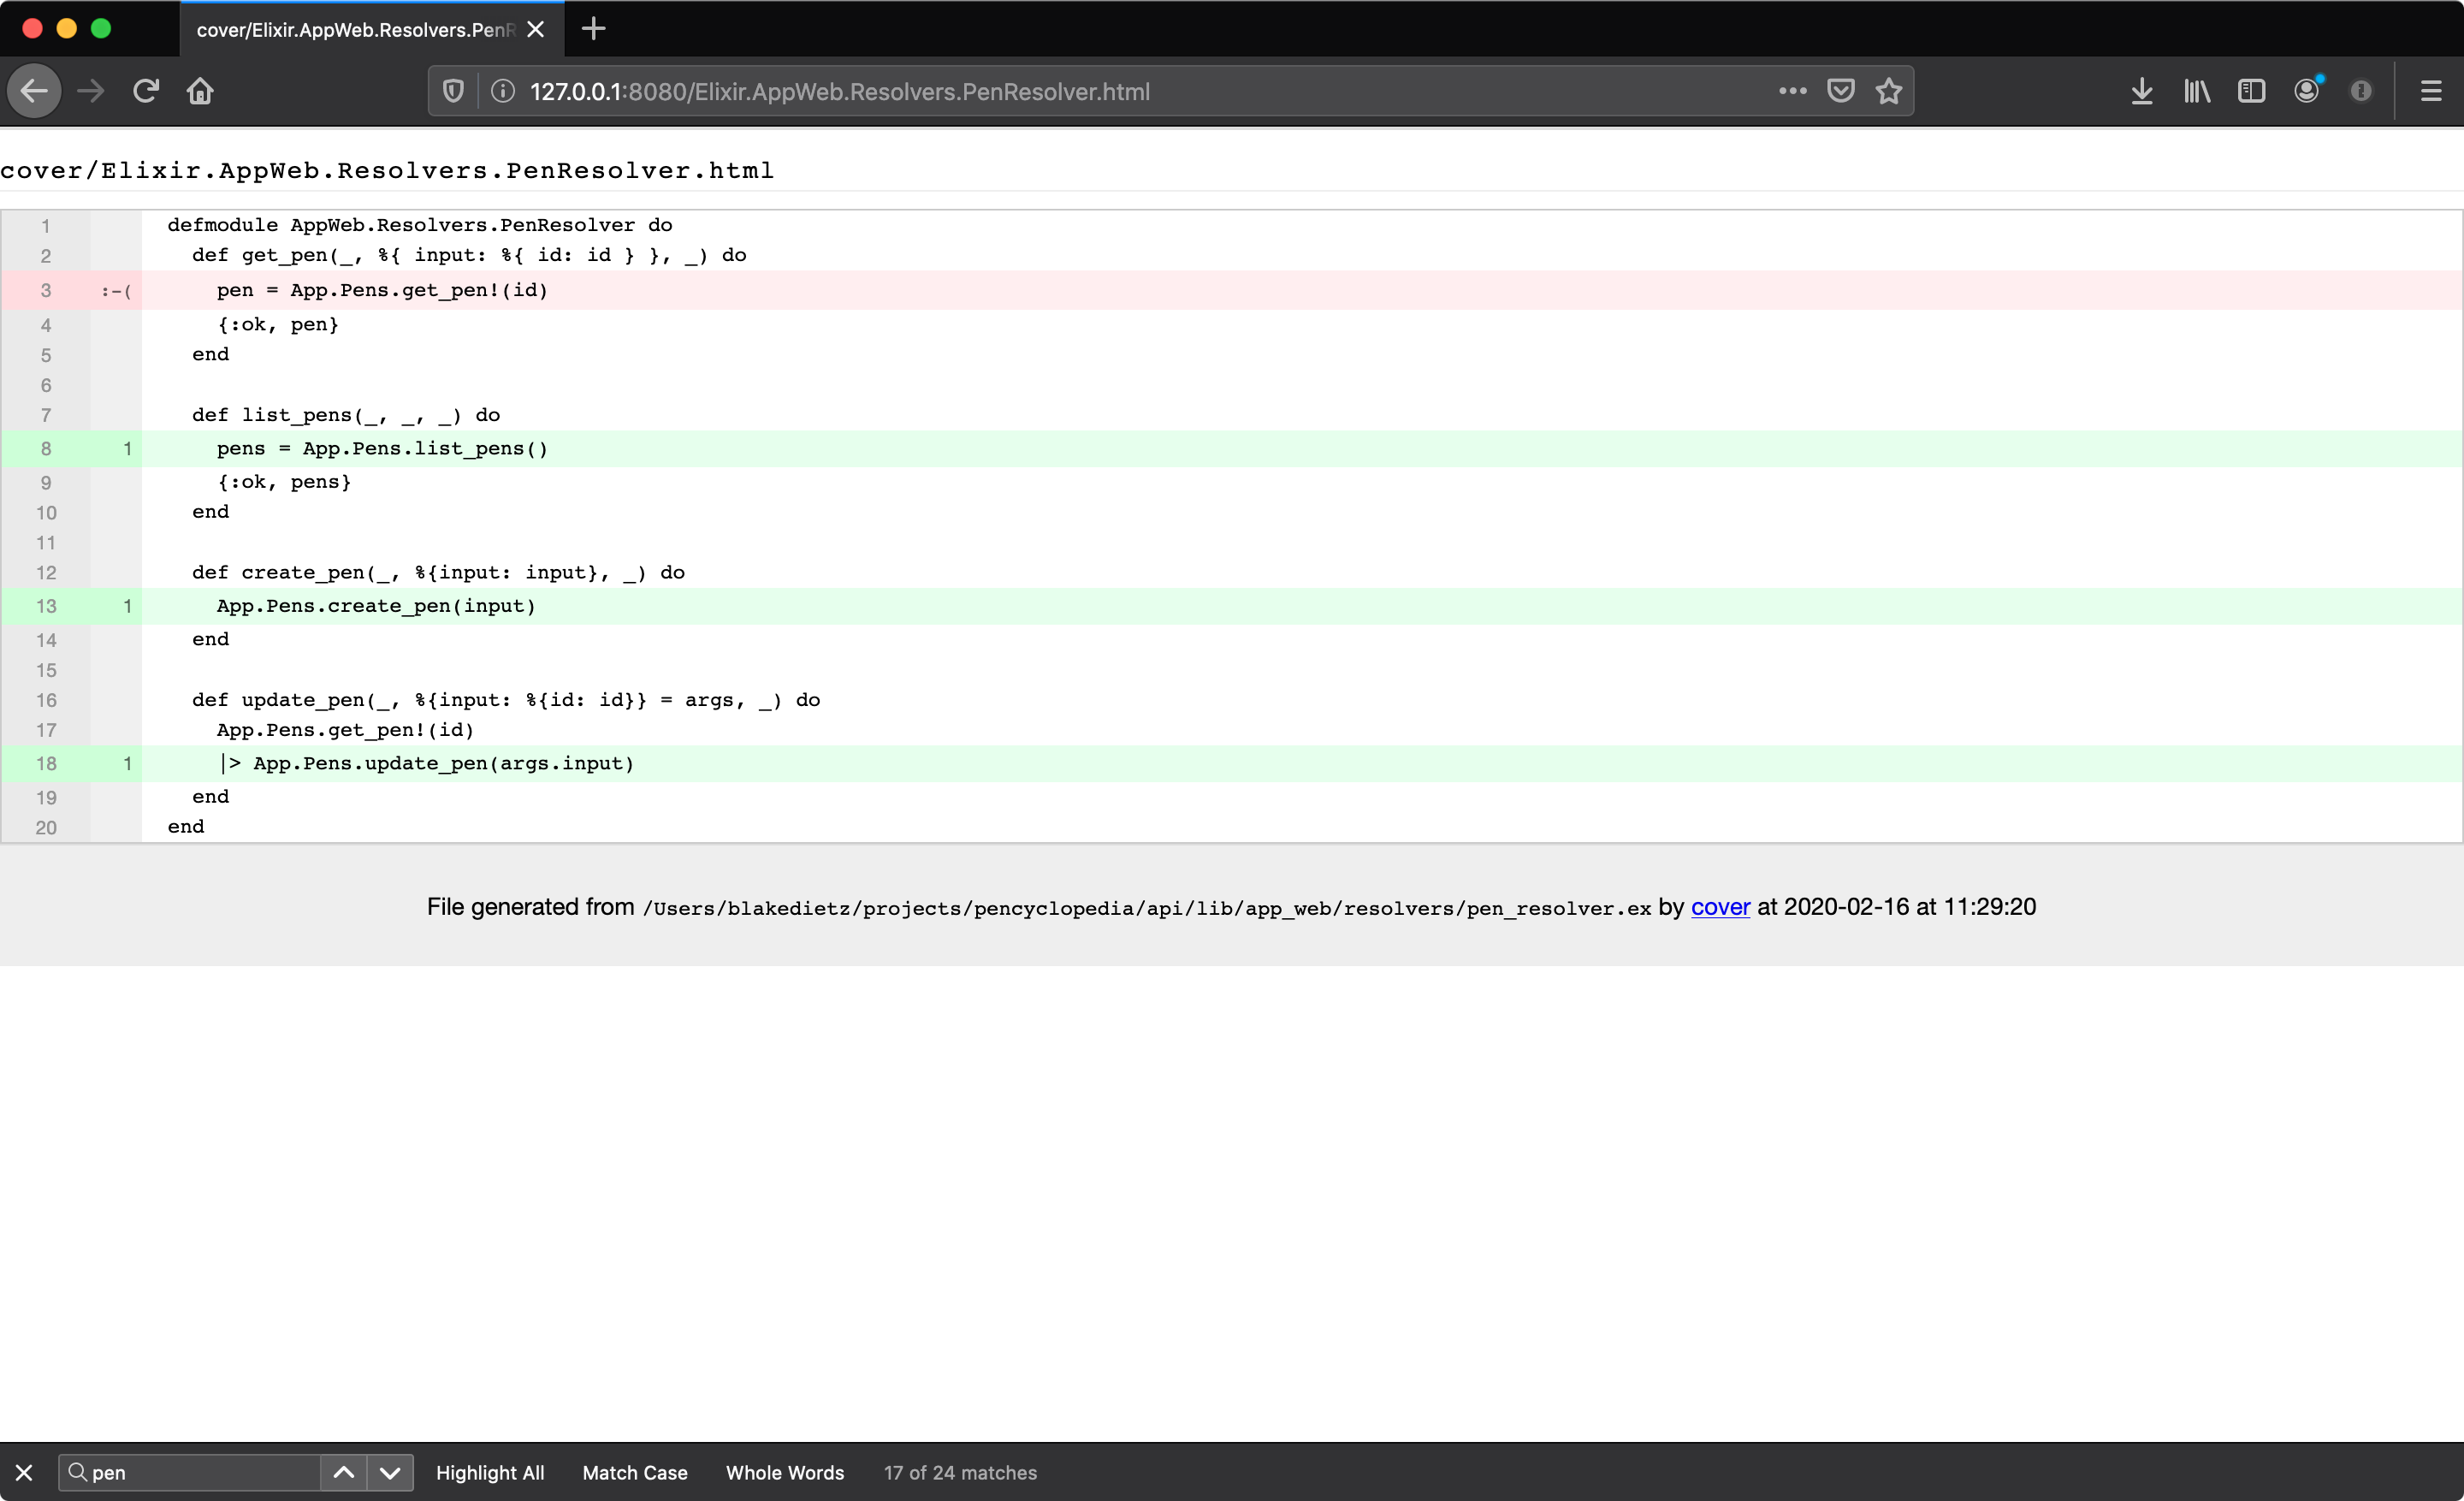 cover/Elixir.AppWeb.Resolvers.PenR
127.0.0.1:8080/Elixir.AppWeb.Resolvers.PenResolver.html
cover/Elixir.AppWeb.Resolvers.PenResolver.html
1 defmodule AppWeb.Resolvers.PenResolver do
2 def get_pen(_, %{ input: %{ id: id } }, _) do
3 :-( pen = App.Pens.get_pen!(id)
4 {:ok, pen}
5 end
6
7 def list_pens(_, _, _) do
8 1 pens = App.Pens.list_pens()
9 {:ok, pens}
10 end
11
12 def create_pen(_, %{input: input}, _) do
13 1 App.Pens.create_pen(input)
14 end
15
16 def update_pen(_, %{input: %{id: id}} = args, _) do
17 App.Pens.get_pen!(id)
18 1 |> App.Pens.update_pen(args.input)
19 end
20 end
File generated from /Users/blakedietz/projects/pencyclopedia/api/lib/app_web/resolvers/pen_resolver.ex by cover at 2020-02-16 at 11:29:20
pen Highlight All Match Case Whole Words 17 of 24 matches